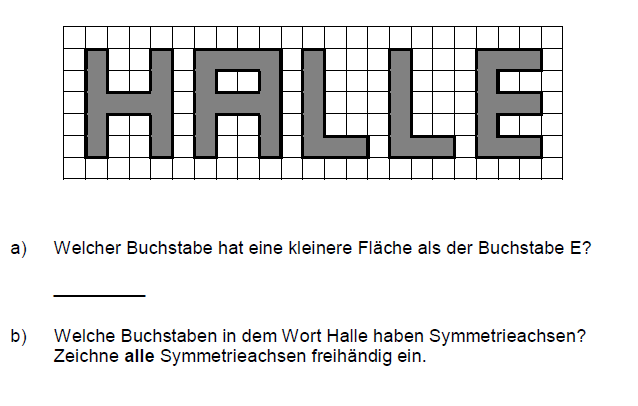 HALLE
a) Welcher Buchstabe hat eine kleinere Fläche als der Buchstabe E?
b) Welche Buchstaben in dem Wort Halle haben Symmetrieachsen?
Zeichne alle Symmetrieachsen freihändig ein.